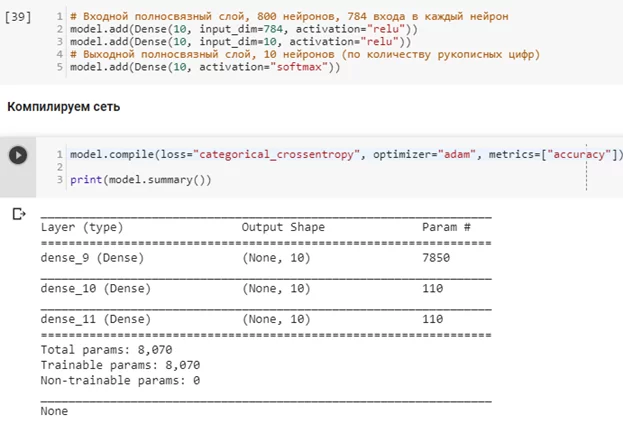 [39]
1 # Входной полносвязный слой, 800 нейронов, 784 входа в каждый нейрон
2 model.add(Dense(10, input_dim=784, activation="relu"))
3 model.add(Dense(10, input_dim=10, activation="relu"))
4 # Выходной полносвязный слой, 10 нейронов (по количеству рукописных цифр)
5 model.add(Dense(10, activation="softmax"))
Компилируем сеть
1 model.compile(loss="categorical_crossentropy", optimizer="adam", metrics=["accuracy"])
2
3 print(model.summary())
_________________________________________________________________
Layer (type) Output Shape Param #
=================================================================
dense_9 (Dense) (None, 10) 7850
_________________________________________________________________
dense_10 (Dense) (None, 10) 110
_________________________________________________________________
dense_11 (Dense) (None, 10) 110
=================================================================
Total params: 8,070
Trainable params: 8,070
Non-trainable params: 0
_________________________________________________________________
None